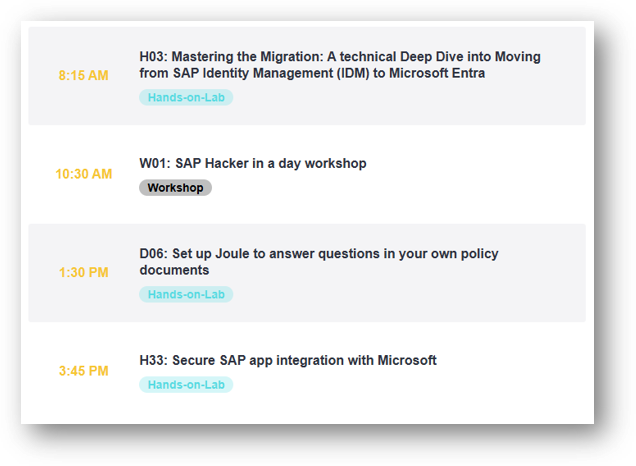 8:15 AM
H03: Mastering the Migration: A technical Deep Dive into Moving
from SAP Identity Management (IDM) to Microsoft Entra
Hands-on-Lab
10:30 AM
W01: SAP Hacker in a day workshop
Workshop
1:30 PM
D06: Set up Joule to answer questions in your own policy
documents
Hands-on-Lab
3:45 PM
H33: Secure SAP app integration with Microsoft
Hands-on-Lab